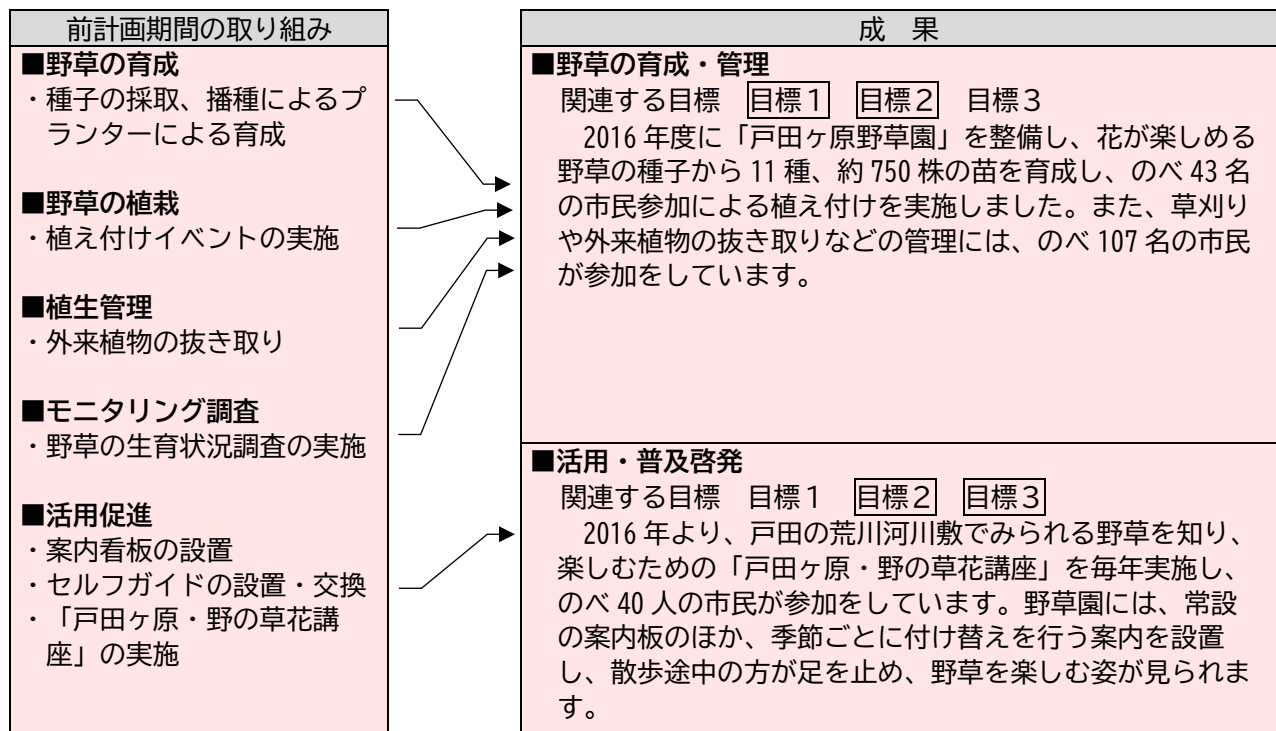 前計画期間の取り組み
■野草の育成
・種子の採取、播種によるプ
ランターによる育成
■野草の植栽
・植え付けイベントの実施
■植生管理
・外来植物の抜き取り
■モニタリング調査
・野草の生育状況調査の実施
■活用促進
・案内看板の設置
・セルフガイドの設置・交換
・「戸田ヶ原・野の草花講
座」の実施
成 果
■野草の育成・管理
関連する目標 目標1 目標2 目標3
2016 年度に「戸田ヶ原野草園」を整備し、花が楽しめる
野草の種子から 11 種、約 750 株の苗を育成し、のべ 43 名
の市民参加による植え付けを実施しました。また、草刈り
や外来植物の抜き取りなどの管理には、のべ 107 名の市民
が参加をしています。
■活用・普及啓発
関連する目標 目標1 目標2 目標3
2016 年より、戸田の荒川河川敷でみられる野草を知り、
楽しむための「戸田ヶ原・野の草花講座」を毎年実施し、
のべ 40 人の市民が参加をしています。野草園には、常設
の案内板のほか、季節ごとに付け替えを行う案内を設置
し、散歩途中の方が足を止め、野草を楽しむ姿が見られま
す。